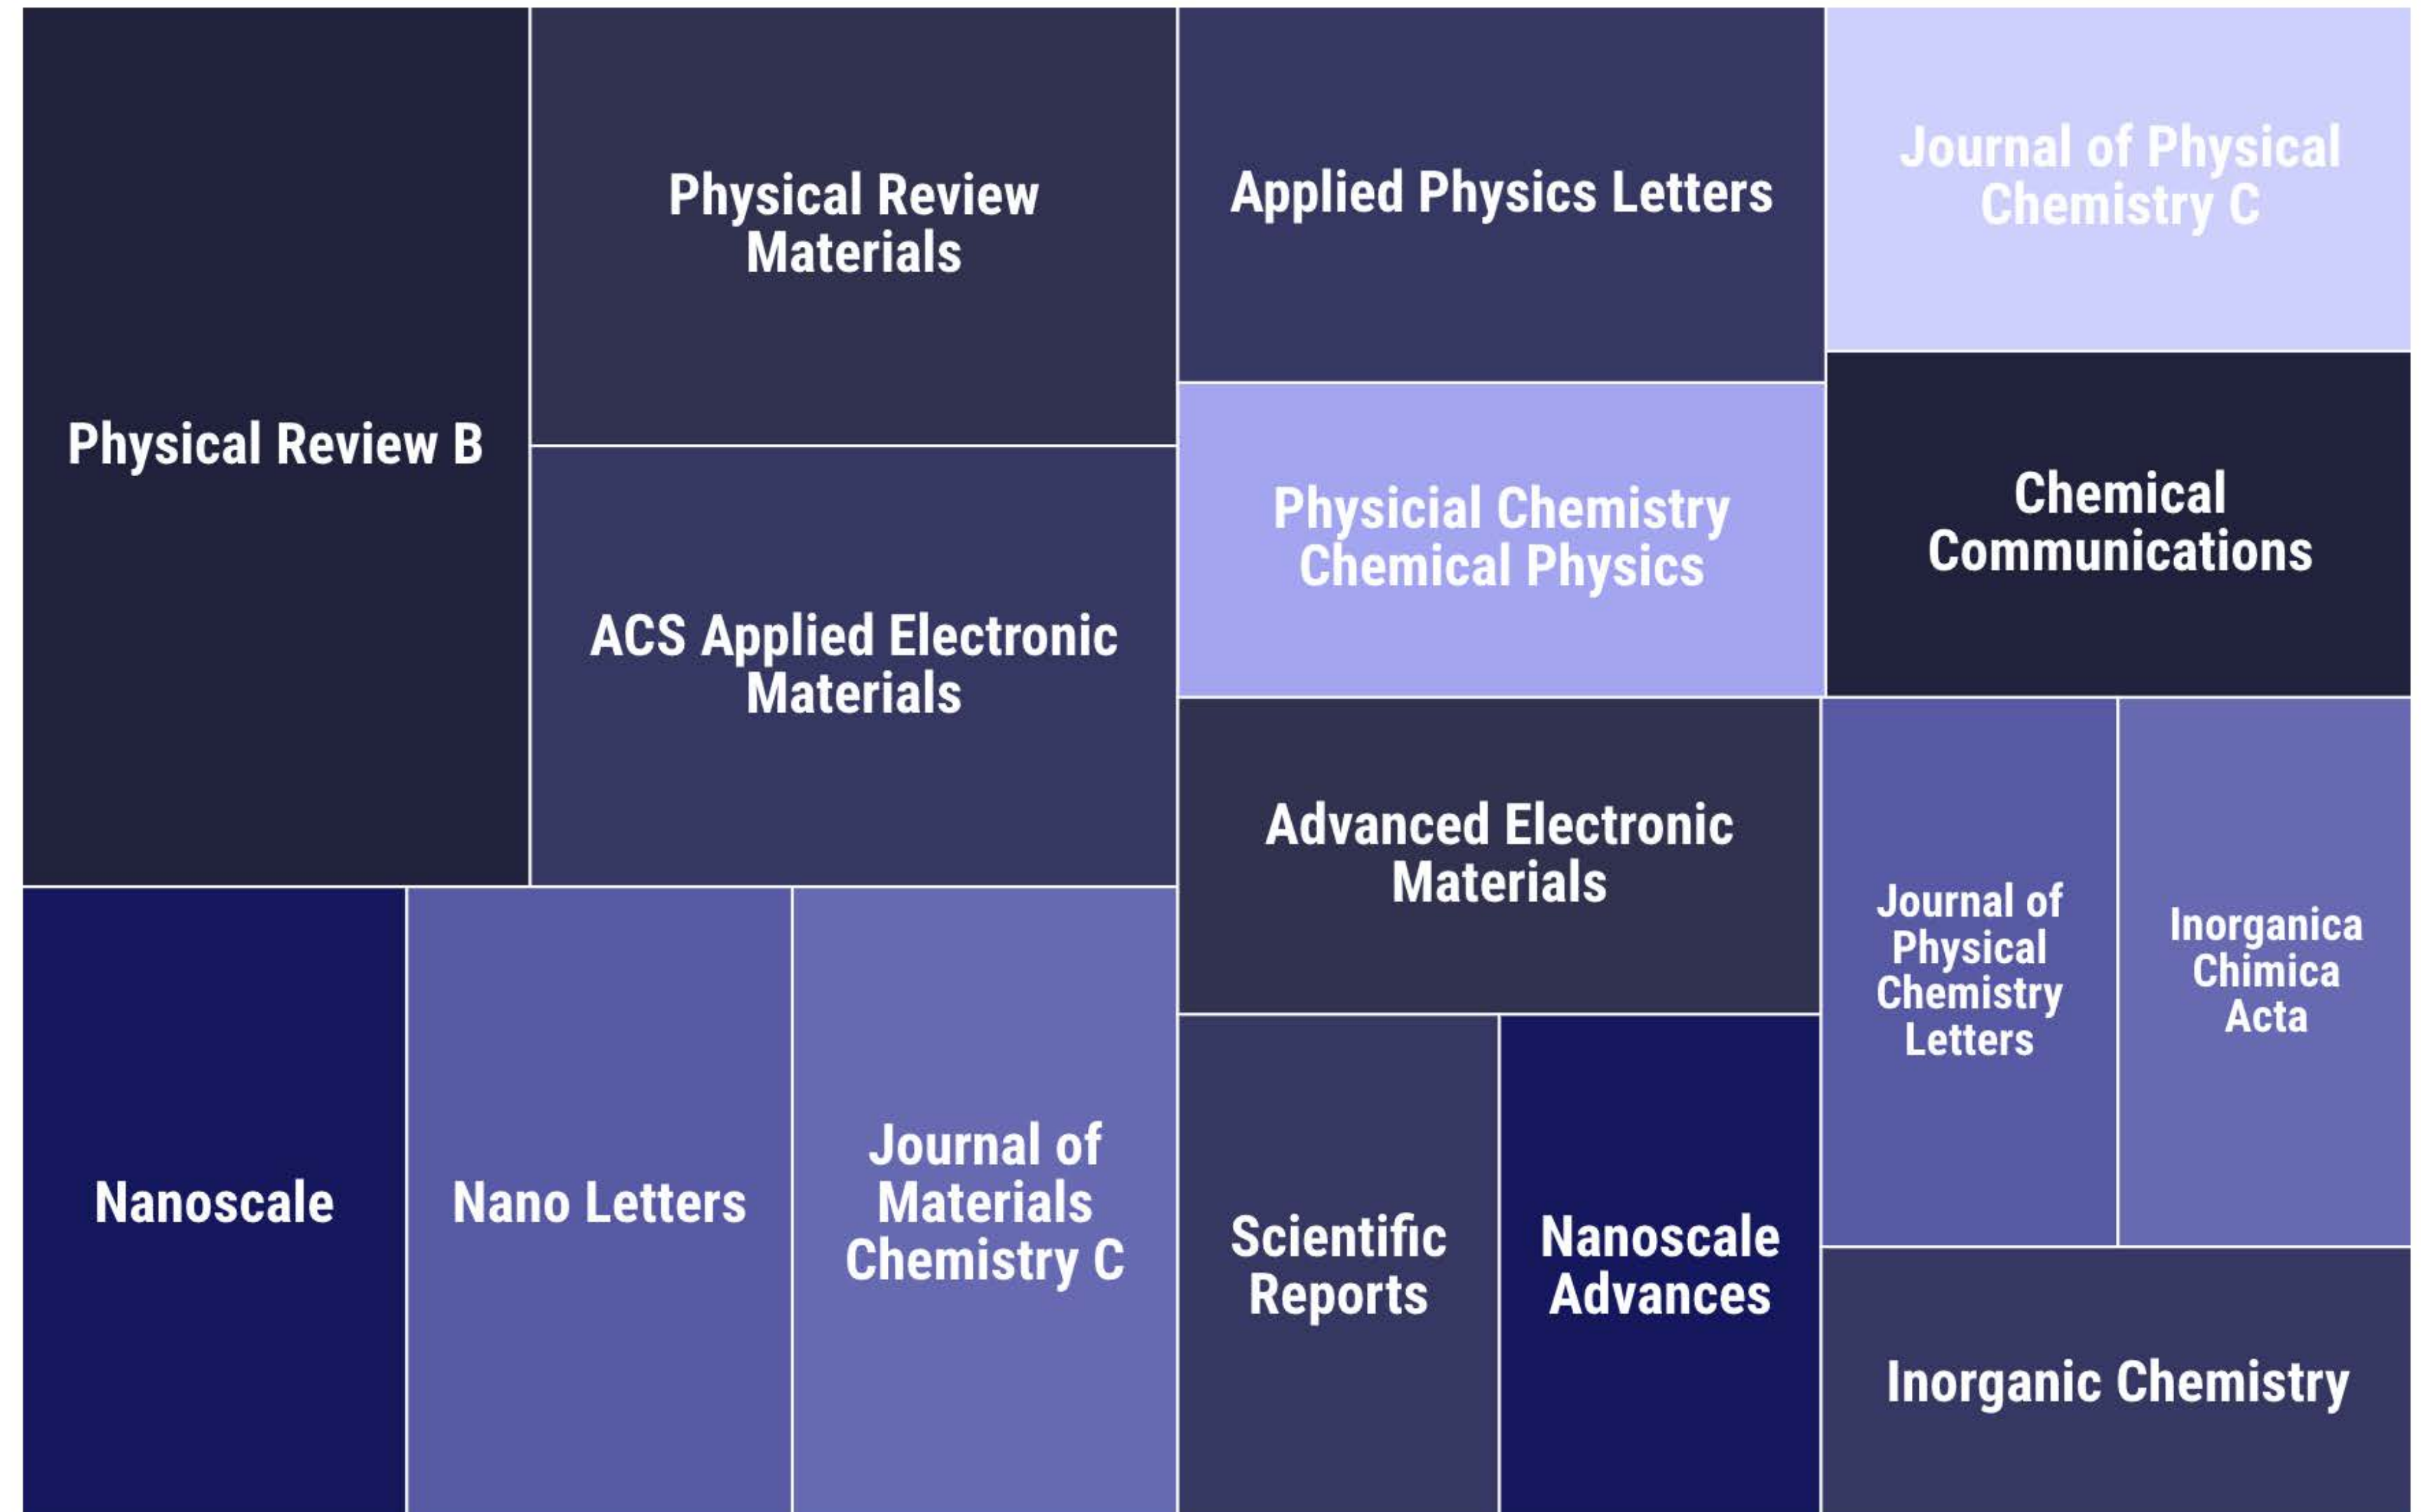 Physical Review B
Physical Review
Materials
ACS Applied Electronic
Materials
Nanoscale
Nano Letters
Journal of
Materials
Chemistry C
Applied Physics Letters
Physicial Chemistry
Chemical Physics
Journal of Physical
Chemistry C
Chemical
Communications
Advanced Electronic
Materials
Scientific
Reports
Nanoscale
Advances
Journal of
Physical
Chemistry
Letters
Inorganica
Chimica
Acta
Inorganic Chemistry